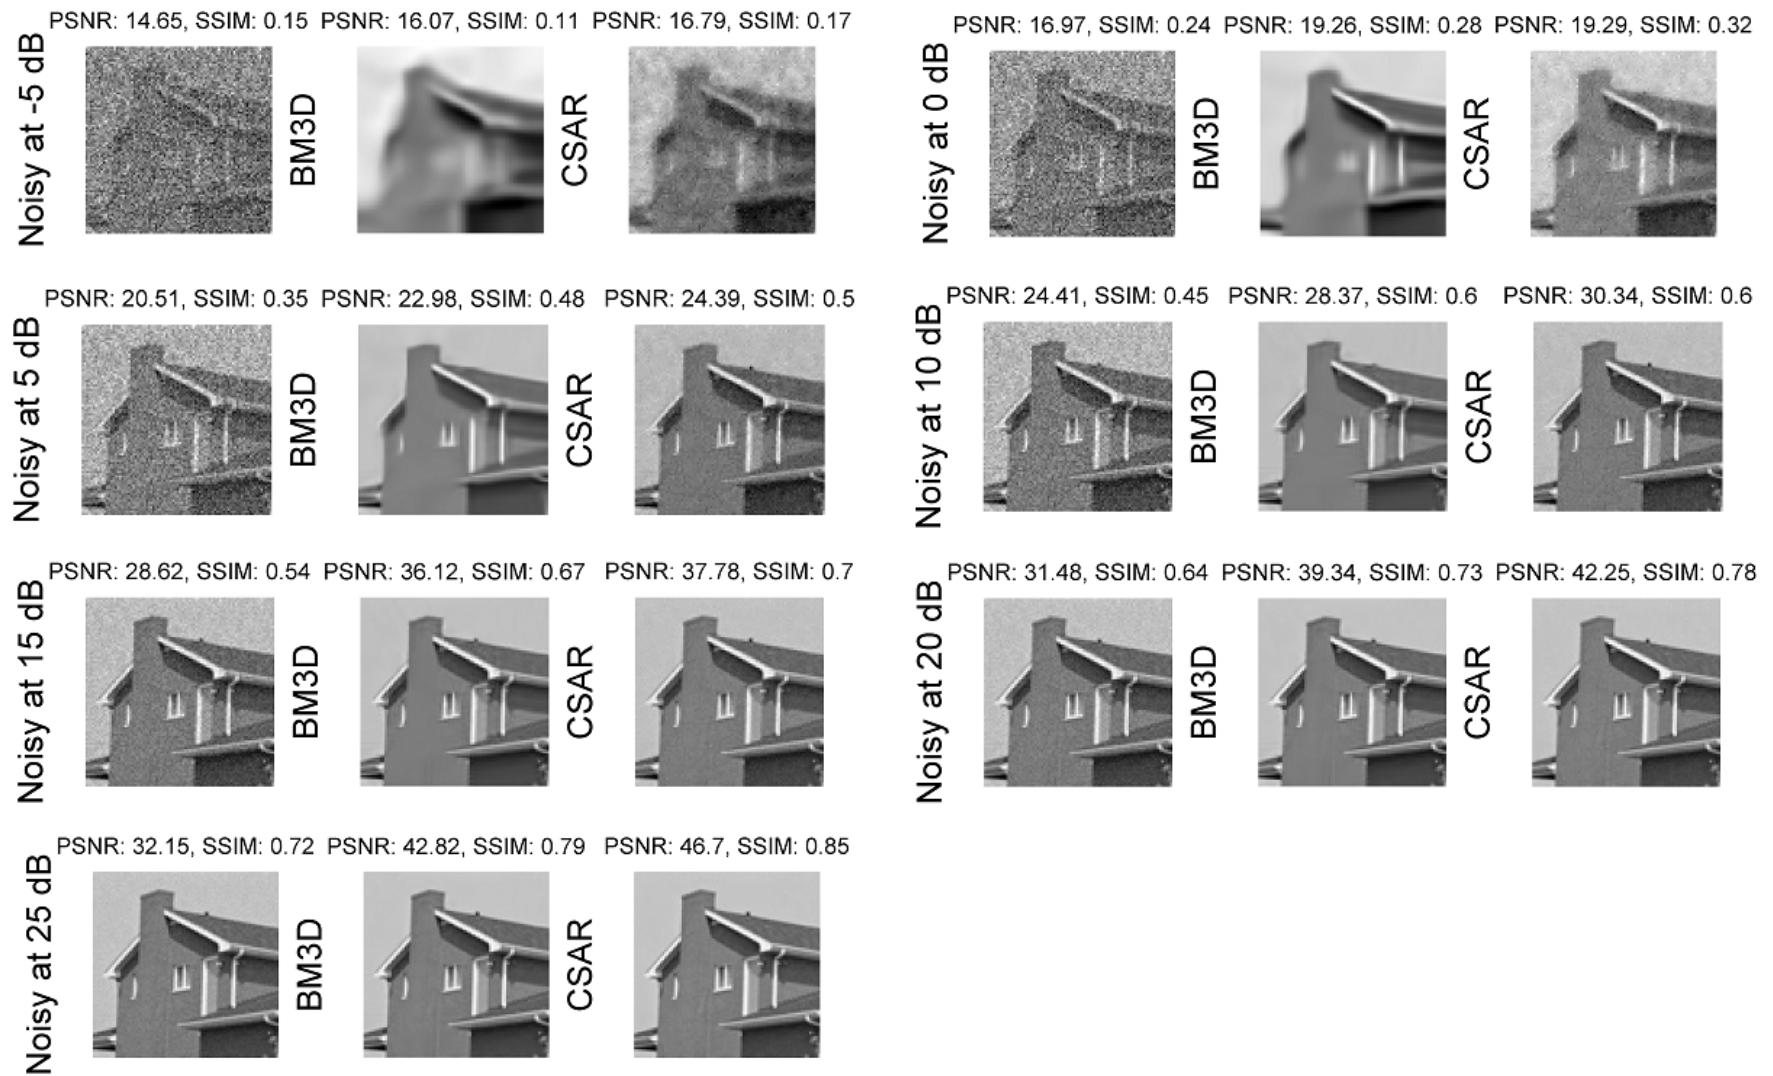 PSNR: 14.65, SSIM: 0.15 PSNR: 16.07, SSIM: 0.11 PSNR: 16.79, SSIM: 0.17
Noisy at -5 dB
BM3D
CSAR
PSNR: 16.97, SSIM: 0.24 PSNR: 19.26, SSIM: 0.28 PSNR: 19.29, SSIM: 0.32
Noisy at 0 dB
BM3D
CSAR
PSNR: 20.51, SSIM: 0.35 PSNR: 22.98, SSIM: 0.48 PSNR: 24.39, SSIM: 0.5
Noisy at 5 dB
BM3D
CSAR
PSNR: 24.41, SSIM: 0.45 PSNR: 28.37, SSIM: 0.6 PSNR: 30.34, SSIM: 0.6
Noisy at 10 dB
BM3D
CSAR
PSNR: 28.62, SSIM: 0.54 PSNR: 36.12, SSIM: 0.67 PSNR: 37.78, SSIM: 0.7
Noisy at 15 dB
BM3D
CSAR
PSNR: 31.48, SSIM: 0.64 PSNR: 39.34, SSIM: 0.73 PSNR: 42.25, SSIM: 0.78
Noisy at 20 dB
BM3D
CSAR
PSNR: 32.15, SSIM: 0.72 PSNR: 42.82, SSIM: 0.79 PSNR: 46.7, SSIM: 0.85
Noisy at 25 dB
BM3D
CSAR